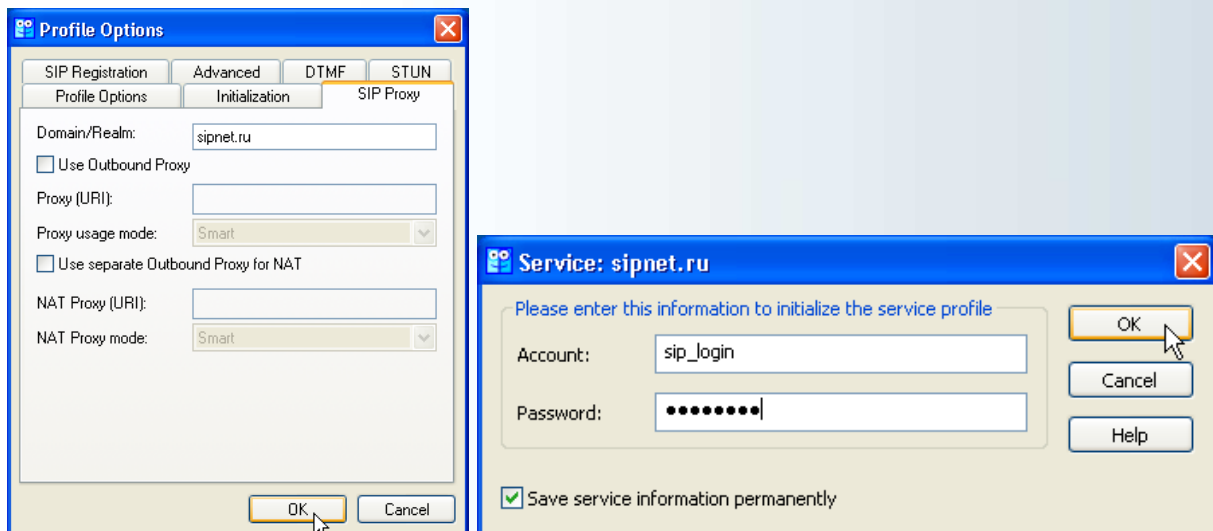 Profile Options
SIP Registration Advanced DTMF STUN
Profile Options Initialization SIP Proxy
Domain/Realm: sipnet.ru
Use Outbound Proxy
Proxy (URI):
Proxy usage mode: Smart
Use separate Outbound Proxy for NAT
NAT Proxy (URI):
NAT Proxy mode: Smart
OK Cancel
Service: sipnet.ru
Please enter this information to initialize the service profile
Account: sip_login
Password: ●●●●●●●●
OK
Cancel
Help
Save service information permanently